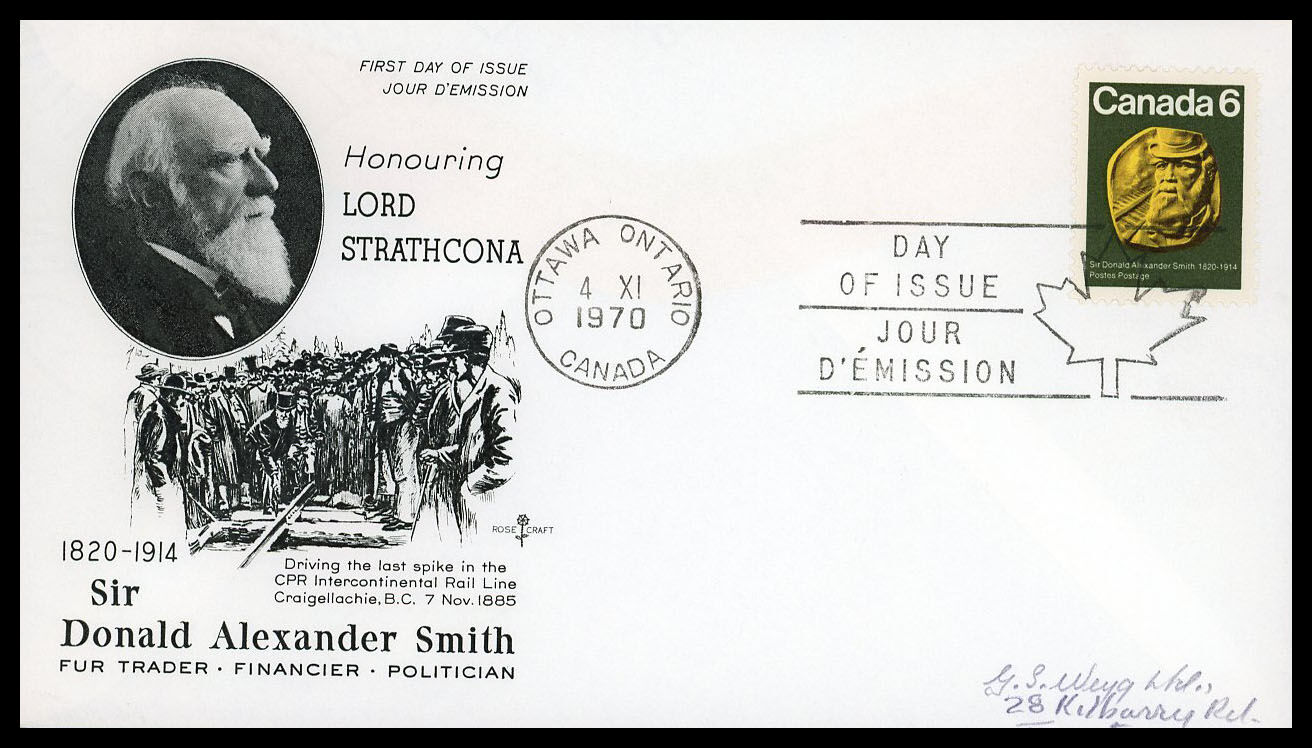 FIRST DAY OF ISSUE
JOUR D'EMISSION
Honouring
LORD
STRATHCONA
1820-1914
Sir
Donald Alexander Smith
FUR TRADER · FINANCIER · POLITICIAN
Driving the last spike in the
CPR Intercontinental Rail Line
Craigellachie, B.C. 7 Nov. 1885
ROSE CRAFT
OTTAWA ONTARIO
4 XI
1970
CANADA
DAY
OF ISSUE
JOUR
D'ÉMISSION
Canada 6
Sir Donald Alexander Smith 1820-1914
Postes Postage
G. S.
28 Kilbarry Rd.